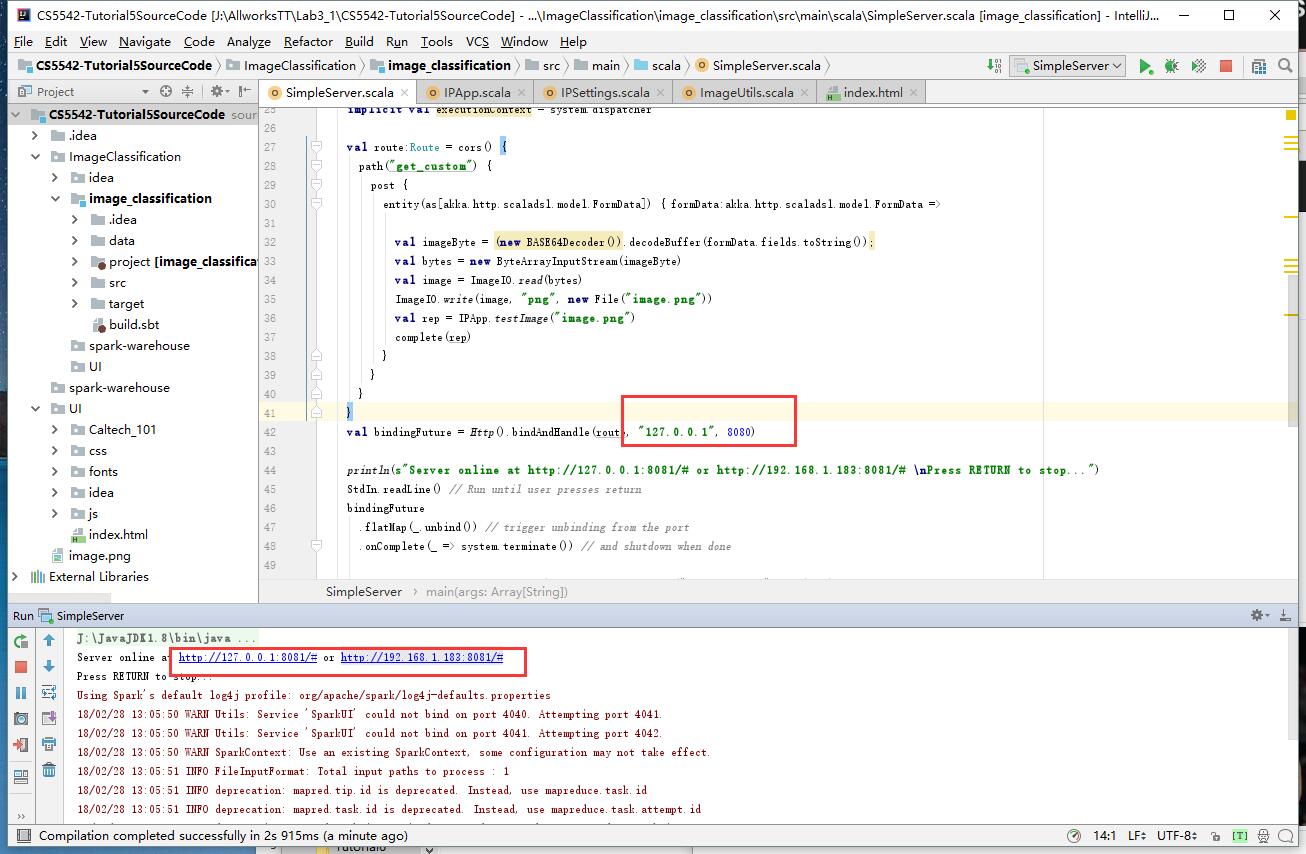 CS5542-Tutorial5SourceCode [J:\AllworksTT\Lab3_1\CS5542-Tutorial5SourceCode] - ...\ImageClassification\image_classification\src\main\scala\SimpleServer.scala [image_classification] - IntelliJ...
File Edit View Navigate Code Analyze Refactor Build Run Tools VCS Window Help
CS5542-Tutorial5SourceCode ImageClassification image_classification src main scala SimpleServer.scala SimpleServer
Project
SimpleServer.scala IPApp.scala IPSettings.scala ImageUtils.scala index.html
CS5542-Tutorial5SourceCode sour
.idea
ImageClassification
idea
image_classification
.idea
data
project [image_classifica
src
target
build.sbt
spark-warehouse
UI
spark-warehouse
UI
Caltech_101
css
fonts
idea
js
index.html
image.png
External Libraries
25 implicit val executionContext = system.dispatcher
26
27 val route:Route = cors() {
28 path("get_custom") {
29 post {
30 entity(as[akka.http.scaladsl.model.FormData]) { formData:akka.http.scaladsl.model.FormData =>
31
32 val imageByte = (new BASE64Decoder()).decodeBuffer(formData.fields.toString());
33 val bytes = new ByteArrayInputStream(imageByte)
34 val image = ImageIO.read(bytes)
35 ImageIO.write(image, "png", new File("image.png"))
36 val rep = IPApp.testImage("image.png")
37 complete(rep)
38 }
39 }
40 }
41 }
42 val bindingFuture = Http().bindAndHandle(route, "127.0.0.1", 8080)
43
44 println(s"Server online at http://127.0.0.1:8081/# or http://192.168.1.183:8081/# \nPress RETURN to stop...")
45 StdIn.readLine() // Run until user presses return
46 bindingFuture
47 .flatMap(_.unbind()) // trigger unbinding from the port
48 .onComplete(_ => system.terminate()) // and shutdown when done
49
SimpleServer main(args: Array[String])
Run SimpleServer
J:\JavaJDK1.8\bin\java ...
Server online at http://127.0.0.1:8081/# or http://192.168.1.183:8081/#
Press RETURN to stop...
Using Spark's default log4j profile: org/apache/spark/log4j-defaults.properties
18/02/28 13:05:50 WARN Utils: Service 'SparkUI' could not bind on port 4040. Attempting port 4041.
18/02/28 13:05:50 WARN Utils: Service 'SparkUI' could not bind on port 4041. Attempting port 4042.
18/02/28 13:05:50 WARN SparkContext: Use an existing SparkContext, some configuration may not take effect.
18/02/28 13:05:51 INFO FileInputFormat: Total input paths to process : 1
18/02/28 13:05:51 INFO deprecation: mapred.tip.id is deprecated. Instead, use mapreduce.task.id
18/02/28 13:05:51 INFO deprecation: mapred.task.id is deprecated. Instead, use mapreduce.task.attempt.id
Compilation completed successfully in 2s 915ms (a minute ago) 14:1 LF UTF-8 [T]